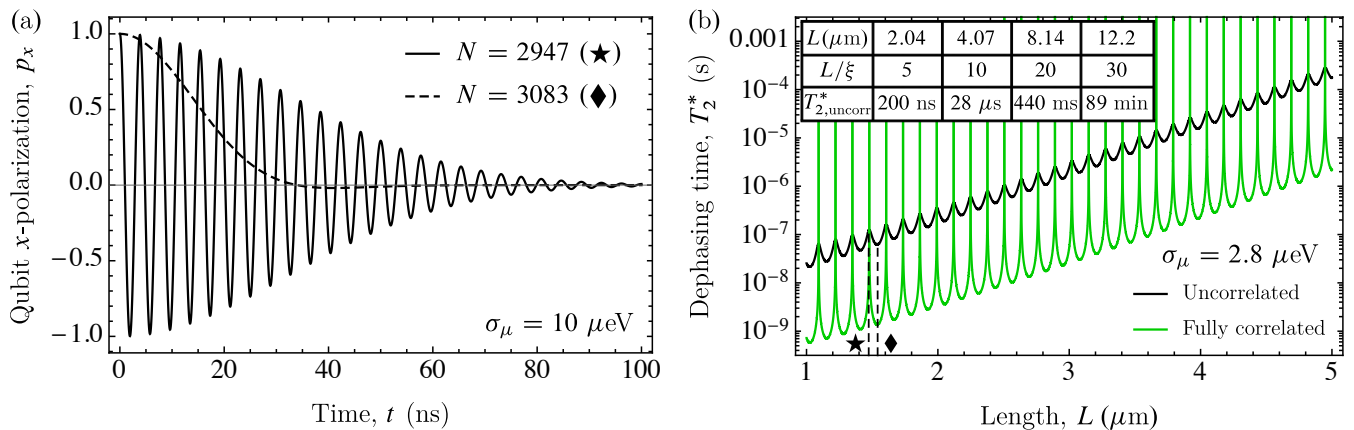 (a)
Qubit x-polarization, pₓ
1.0
0.5
0.0
−0.5
−1.0
N = 2947 (★)
N = 3083 (♦)
σ_μ = 10 μeV
0 20 40 60 80 100
Time, t (ns)
(b)
Dephasing time, T₂* (s)
0.001
10⁻⁴
10⁻⁵
10⁻⁶
10⁻⁷
10⁻⁸
10⁻⁹
L(μm) 2.04 4.07 8.14 12.2
L/ξ 5 10 20 30
T*₂,uncorr 200 ns 28 μs 440 ms 89 min
σ_μ = 2.8 μeV
Uncorrelated
Fully correlated
★ ♦
1 2 3 4 5
Length, L (μm)